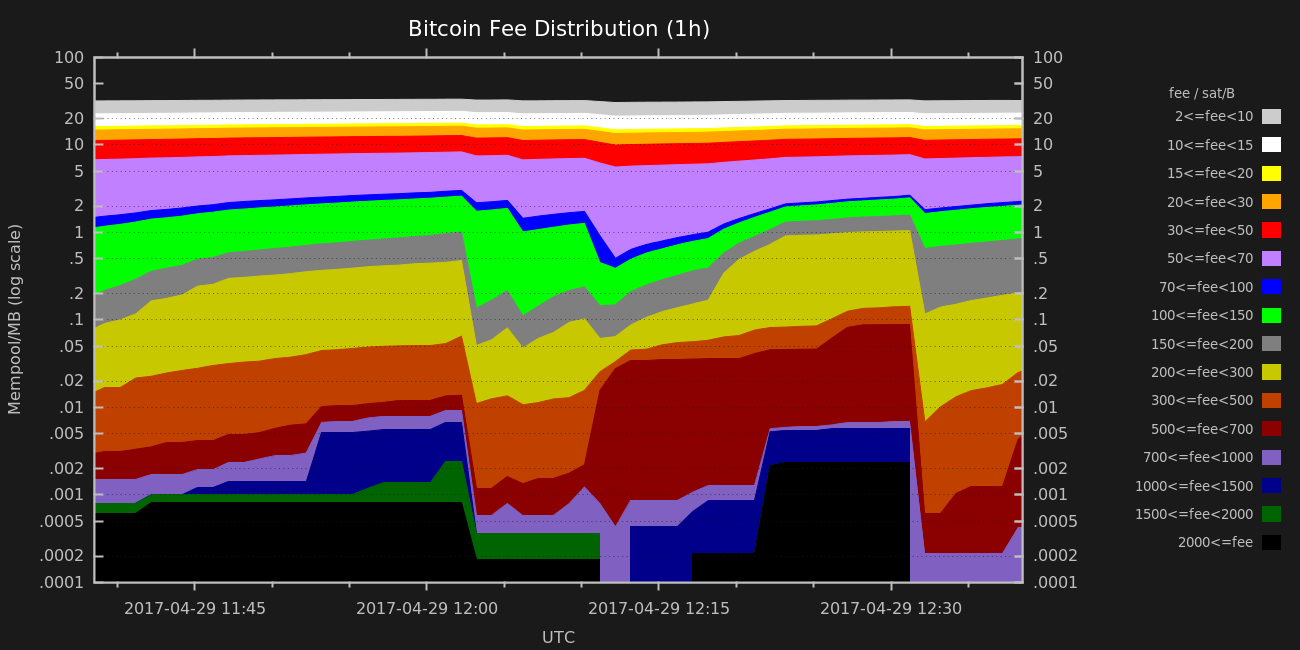 Bitcoin Fee Distribution (1h)
100 100
50 50
20 20
10 10
5 5
2 2
1 1
.5 .5
.2 .2
.1 .1
.05 .05
.02 .02
.01 .01
.005 .005
.002 .002
.001 .001
.0005 .0005
.0002 .0002
.0001 .0001
Mempool/MB (log scale)
2017-04-29 11:45 2017-04-29 12:00 2017-04-29 12:15 2017-04-29 12:30
UTC
fee / sat/B
2<=fee<10
10<=fee<15
15<=fee<20
20<=fee<30
30<=fee<50
50<=fee<70
70<=fee<100
100<=fee<150
150<=fee<200
200<=fee<300
300<=fee<500
500<=fee<700
700<=fee<1000
1000<=fee<1500
1500<=fee<2000
2000<=fee